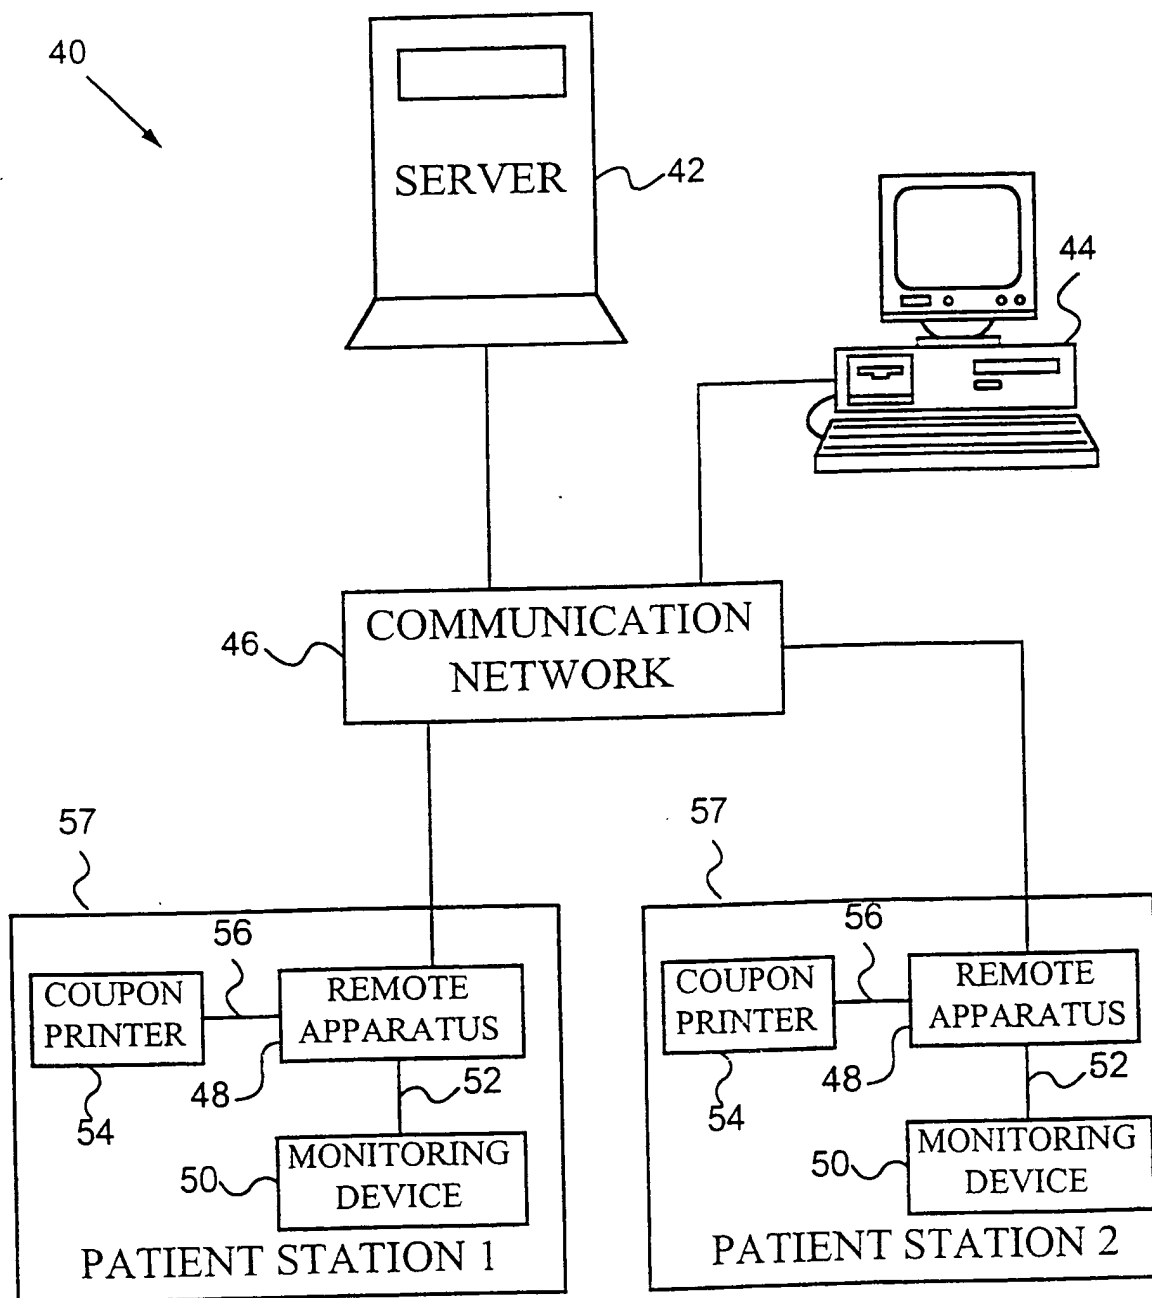 40
SERVER
42
44
COMMUNICATION
NETWORK
46
57
57
56
COUPON
PRINTER
REMOTE
APPARATUS
48
52
54
50
MONITORING
DEVICE
PATIENT STATION 1
56
COUPON
PRINTER
REMOTE
APPARATUS
48
52
54
50
MONITORING
DEVICE
PATIENT STATION 2